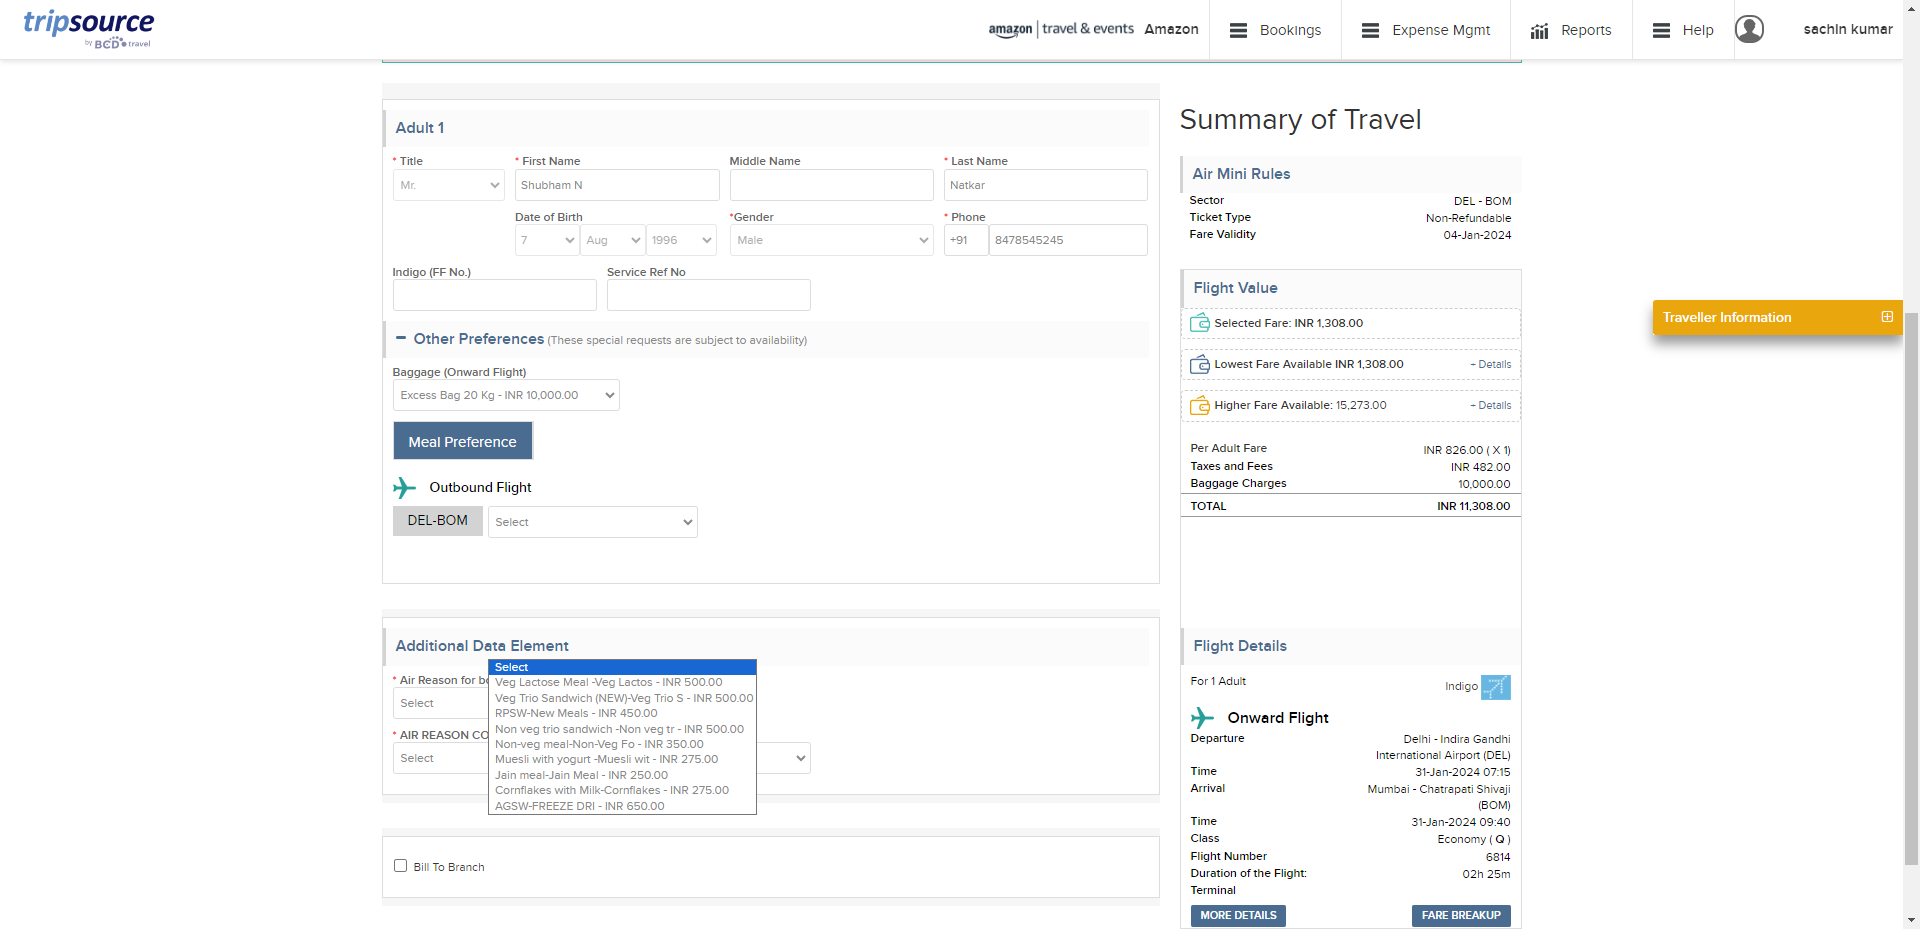 tripsource
by BCD travel
amazon | travel & events Amazon
Bookings
Expense Mgmt
Reports
Help
sachin kumar
Adult 1
* Title
* First Name
Middle Name
* Last Name
Mr.
Shubham N
Natkar
Date of Birth
*Gender
* Phone
7
Aug
1996
Male
+91
8478545245
Indigo (FF No.)
Service Ref No
Other Preferences (These special requests are subject to availability)
Baggage (Onward Flight)
Excess Bag 20 Kg - INR 10,000.00
Meal Preference
Outbound Flight
DEL-BOM
Select
Additional Data Element
* Air Reason for bo
Select
* AIR REASON CO
Select
Select
Veg Lactose Meal -Veg Lactos - INR 500.00
Veg Trio Sandwich (NEW)-Veg Trio S - INR 500.00
RPSW-New Meals - INR 450.00
Non veg trio sandwich -Non veg tr - INR 500.00
Non-veg meal-Non-Veg Fo - INR 350.00
Muesli with yogurt -Muesli wit - INR 275.00
Jain meal-Jain Meal - INR 250.00
Cornflakes with Milk-Cornflakes - INR 275.00
AGSW-FREEZE DRI - INR 650.00
Bill To Branch
Summary of Travel
Air Mini Rules
Sector DEL - BOM
Ticket Type Non-Refundable
Fare Validity 04-Jan-2024
Flight Value
Selected Fare: INR 1,308.00
Lowest Fare Available INR 1,308.00 + Details
Higher Fare Available: 15,273.00 + Details
Per Adult Fare INR 826.00 ( X 1)
Taxes and Fees INR 482.00
Baggage Charges 10,000.00
TOTAL INR 11,308.00
Flight Details
For 1 Adult Indigo
Onward Flight
Departure Delhi - Indira Gandhi
International Airport (DEL)
Time 31-Jan-2024 07:15
Arrival Mumbai - Chatrapati Shivaji
(BOM)
Time 31-Jan-2024 09:40
Class Economy ( Q )
Flight Number 6814
Duration of the Flight: 02h 25m
Terminal
MORE DETAILS FARE BREAKUP
Traveller Information